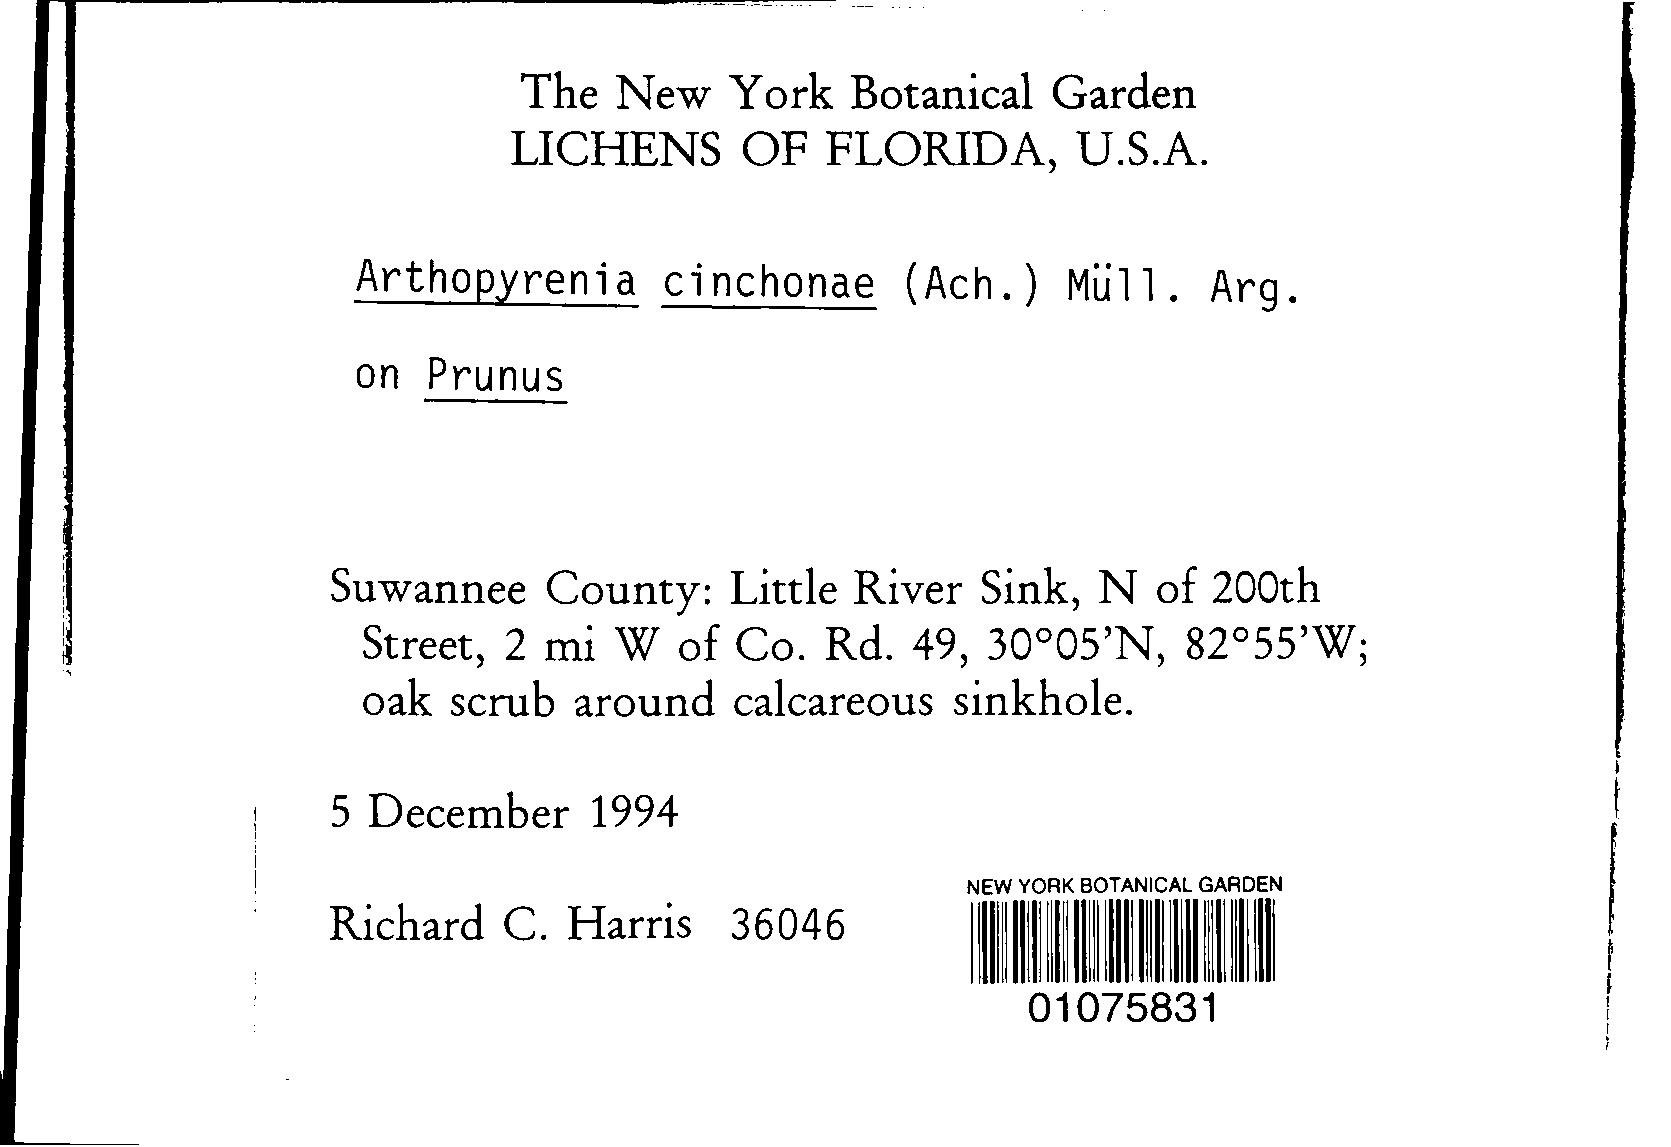 The New York Botanical Garden
LICHENS OF FLORIDA, U.S.A.
Arthopyrenia cinchonae (Ach.) Müll. Arg.
on Prunus
Suwannee County: Little River Sink, N of 200th
Street, 2 mi W of Co. Rd. 49, 30°05'N, 82°55'W;
oak scrub around calcareous sinkhole.
5 December 1994
Richard C. Harris 36046
NEW YORK BOTANICAL GARDEN
01075831